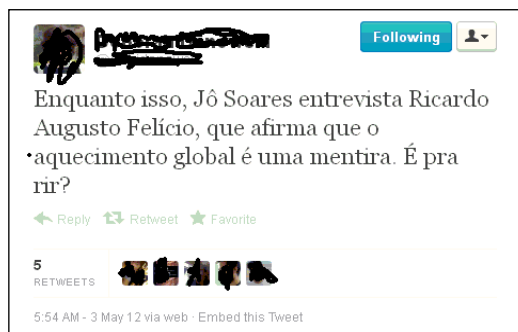 Following
Enquanto isso, Jô Soares entrevista Ricardo
Augusto Felício, que afirma que o
aquecimento global é uma mentira. É pra
rir?
Reply Retweet Favorite
5
RETWEETS
5:54 AM - 3 May 12 via web · Embed this Tweet